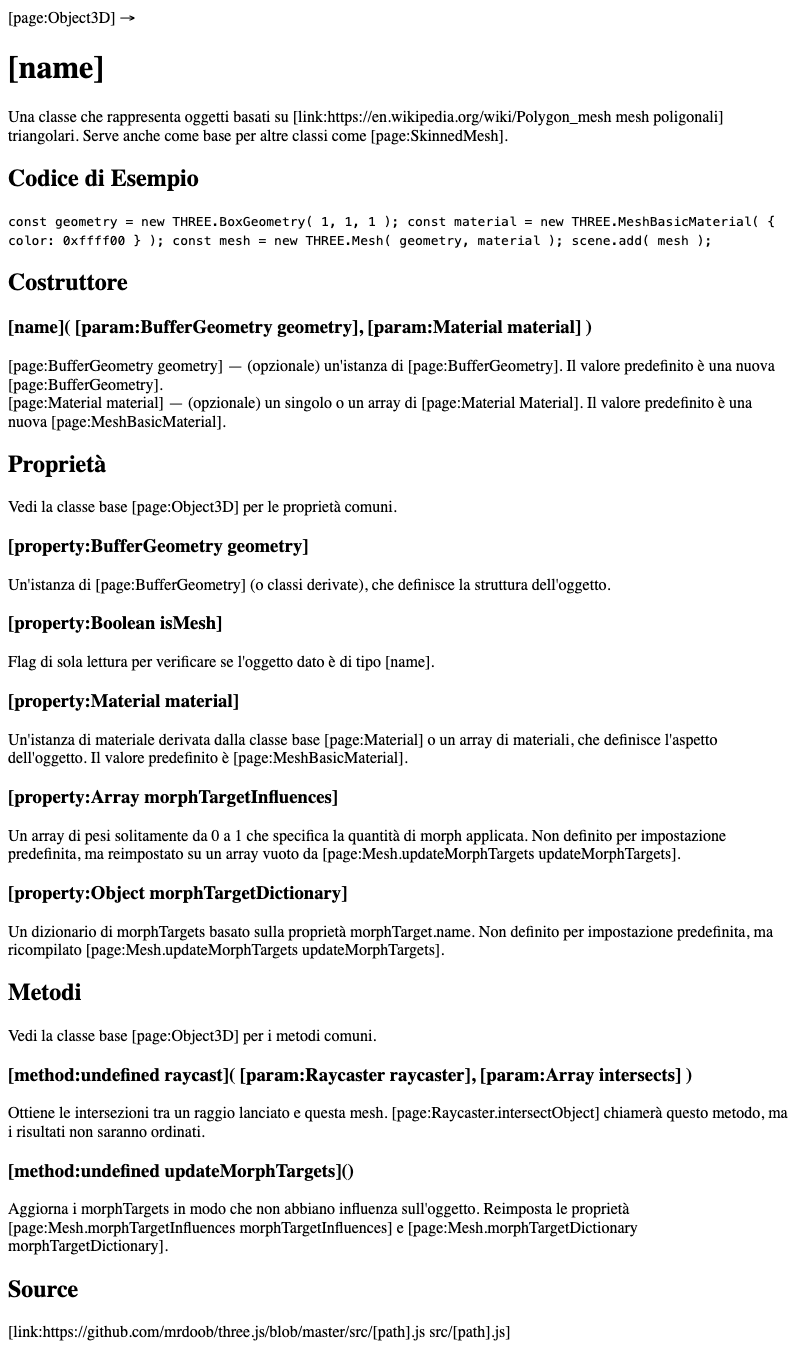 [page:Object3D] →
[name]
Una classe che rappresenta oggetti basati su [link:https://en.wikipedia.org/wiki/Polygon_mesh mesh poligonali]
triangolari. Serve anche come base per altre classi come [page:SkinnedMesh].
Codice di Esempio
const geometry = new THREE.BoxGeometry( 1, 1, 1 ); const material = new THREE.MeshBasicMaterial( {
color: 0xffff00 } ); const mesh = new THREE.Mesh( geometry, material ); scene.add( mesh );
Costruttore
[name]( [param:BufferGeometry geometry], [param:Material material] )
[page:BufferGeometry geometry] — (opzionale) un'istanza di [page:BufferGeometry]. Il valore predefinito è una nuova
[page:BufferGeometry].
[page:Material material] — (opzionale) un singolo o un array di [page:Material Material]. Il valore predefinito è una
nuova [page:MeshBasicMaterial].
Proprietà
Vedi la classe base [page:Object3D] per le proprietà comuni.
[property:BufferGeometry geometry]
Un'istanza di [page:BufferGeometry] (o classi derivate), che definisce la struttura dell'oggetto.
[property:Boolean isMesh]
Flag di sola lettura per verificare se l'oggetto dato è di tipo [name].
[property:Material material]
Un'istanza di materiale derivata dalla classe base [page:Material] o un array di materiali, che definisce l'aspetto
dell'oggetto. Il valore predefinito è [page:MeshBasicMaterial].
[property:Array morphTargetInfluences]
Un array di pesi solitamente da 0 a 1 che specifica la quantità di morph applicata. Non definito per impostazione
predefinita, ma reimpostato su un array vuoto da [page:Mesh.updateMorphTargets updateMorphTargets].
[property:Object morphTargetDictionary]
Un dizionario di morphTargets basato sulla proprietà morphTarget.name. Non definito per impostazione predefinita, ma
ricompilato [page:Mesh.updateMorphTargets updateMorphTargets].
Metodi
Vedi la classe base [page:Object3D] per i metodi comuni.
[method:undefined raycast]( [param:Raycaster raycaster], [param:Array intersects] )
Ottiene le intersezioni tra un raggio lanciato e questa mesh. [page:Raycaster.intersectObject] chiamerà questo metodo, ma
i risultati non saranno ordinati.
[method:undefined updateMorphTargets]()
Aggiorna i morphTargets in modo che non abbiano influenza sull'oggetto. Reimposta le proprietà
[page:Mesh.morphTargetInfluences morphTargetInfluences] e [page:Mesh.morphTargetDictionary
morphTargetDictionary].
Source
[link:https://github.com/mrdoob/three.js/blob/master/src/[path].js src/[path].js]